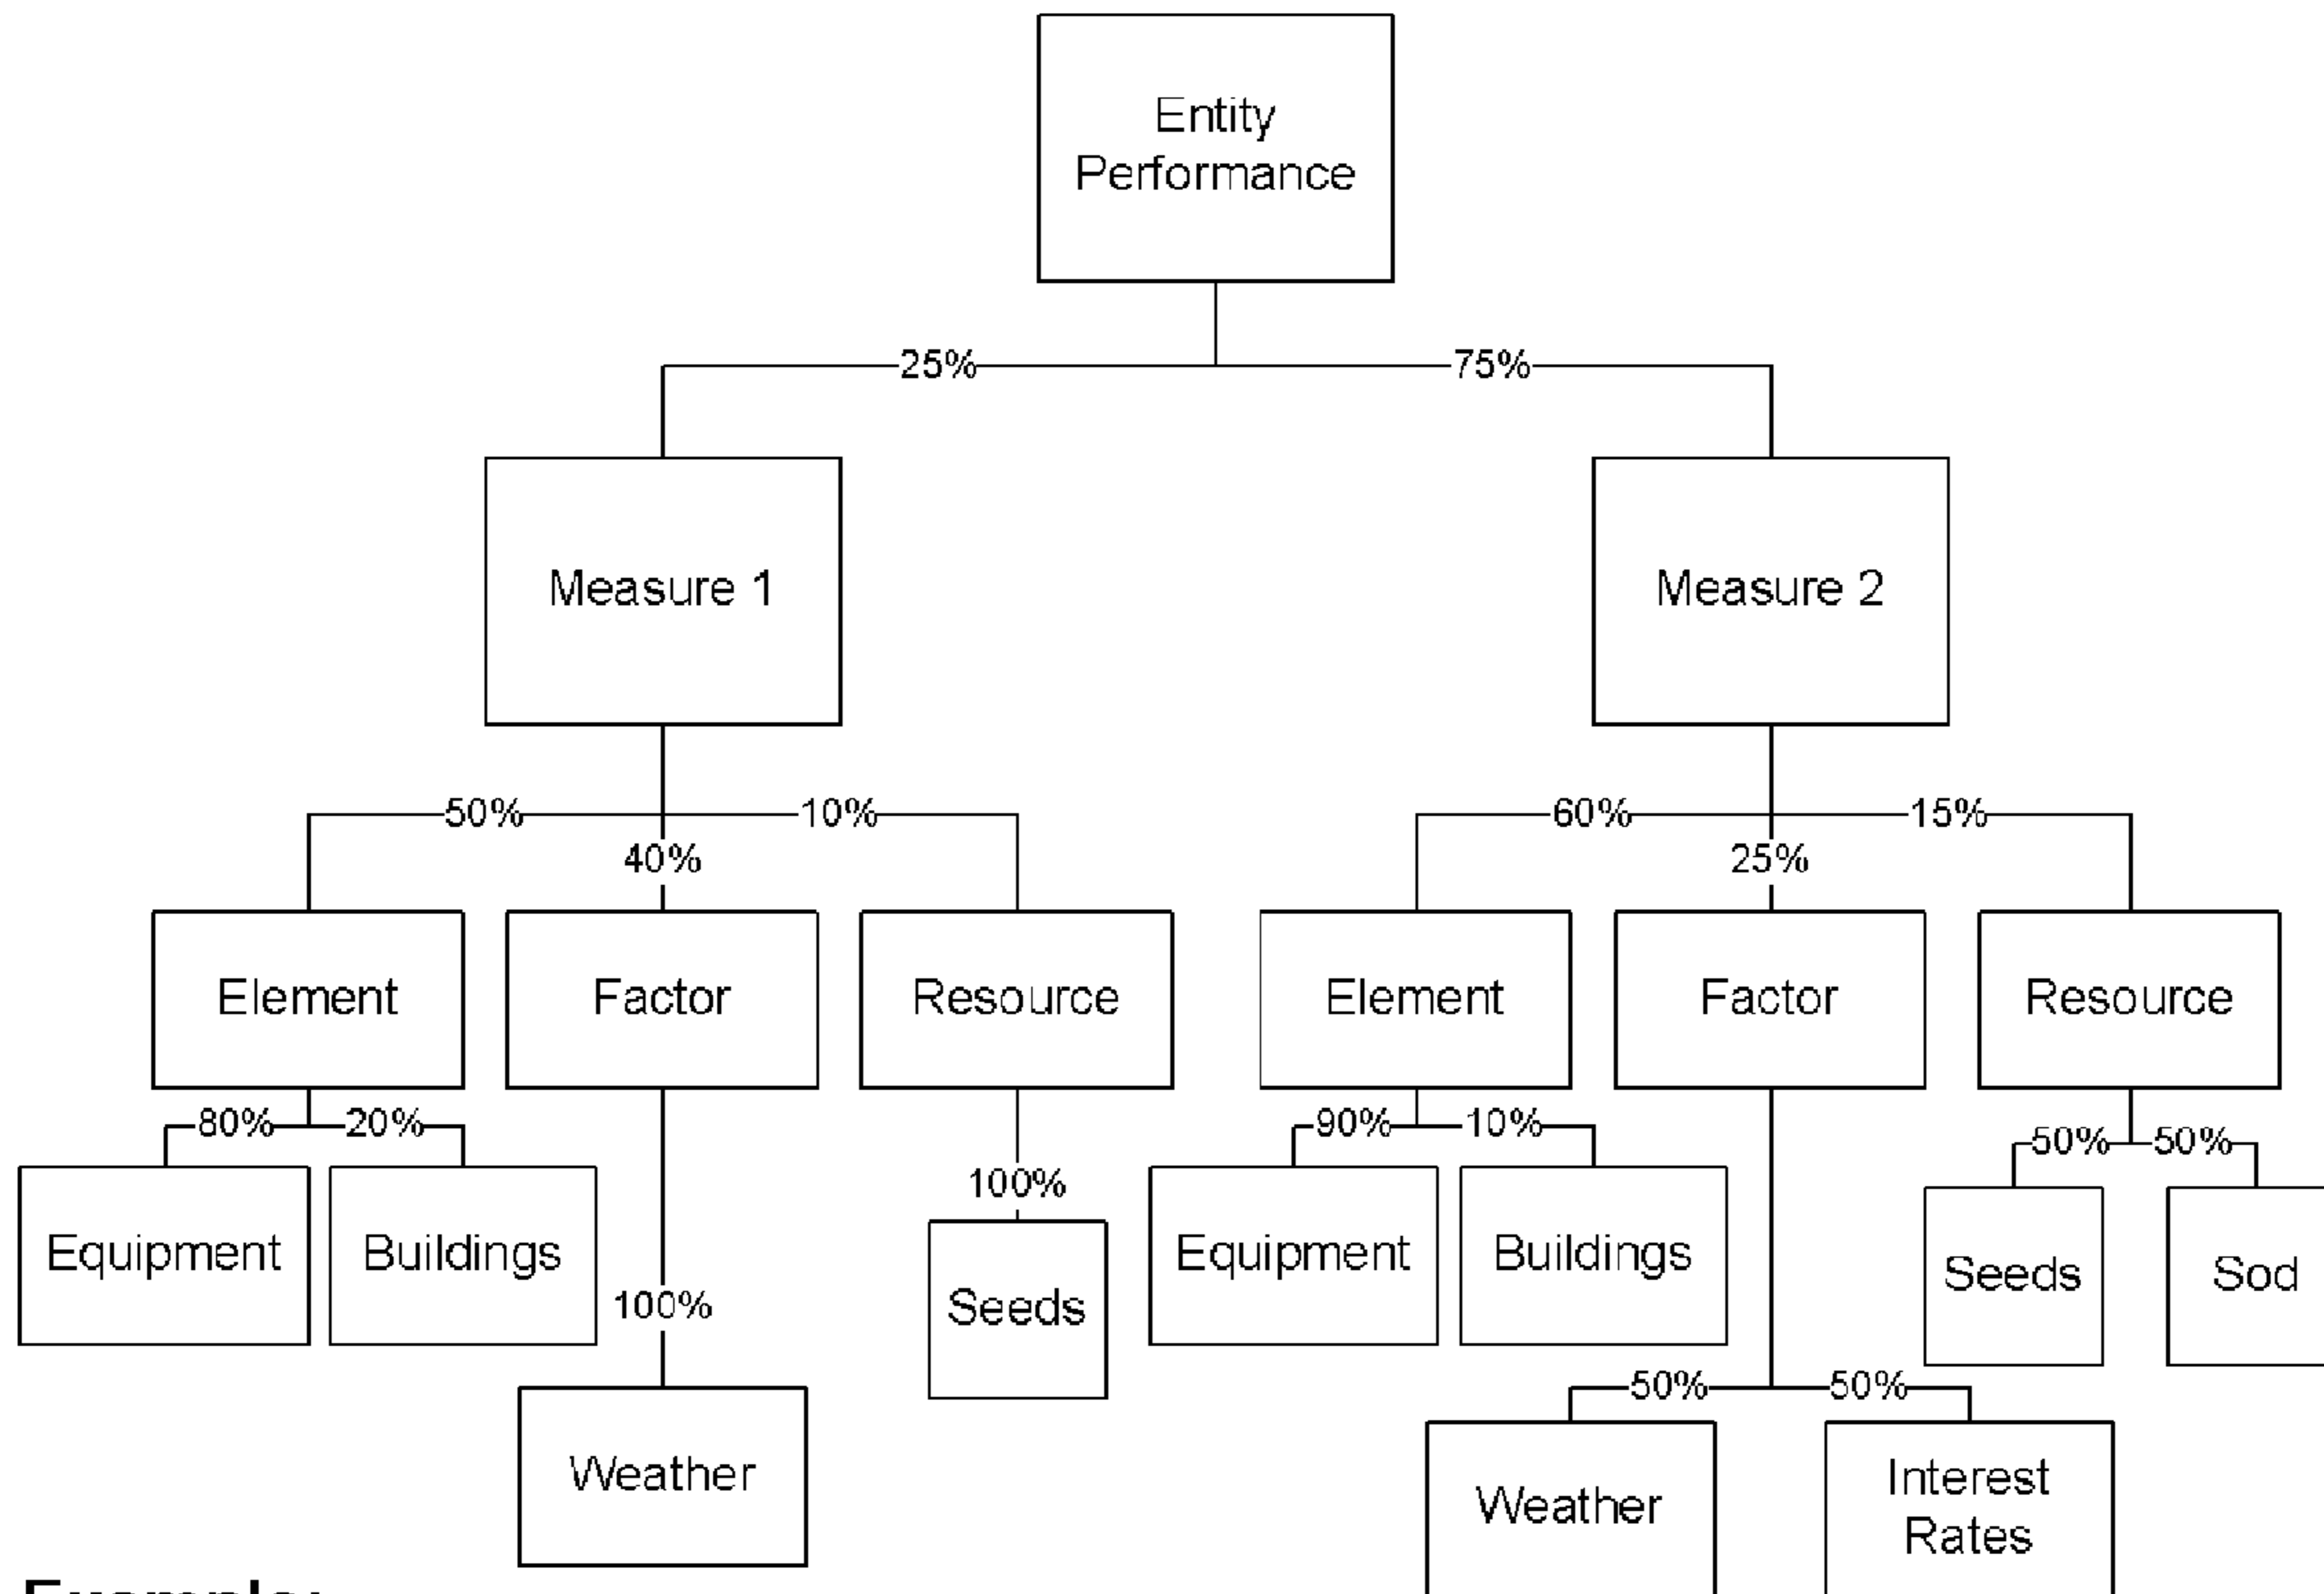 Entity
Performance
25%
75%
Measure 1
Measure 2
50%
10%
60%
15%
40%
25%
Element
Factor
Resource
Element
Factor
Resource
80%
20%
90%
10%
50%
50%
100%
Equipment
Buildings
Equipment
Buildings
Seeds
Sod
100%
Seeds
50%
50%
Weather
Weather
Interest
Rates
Example: